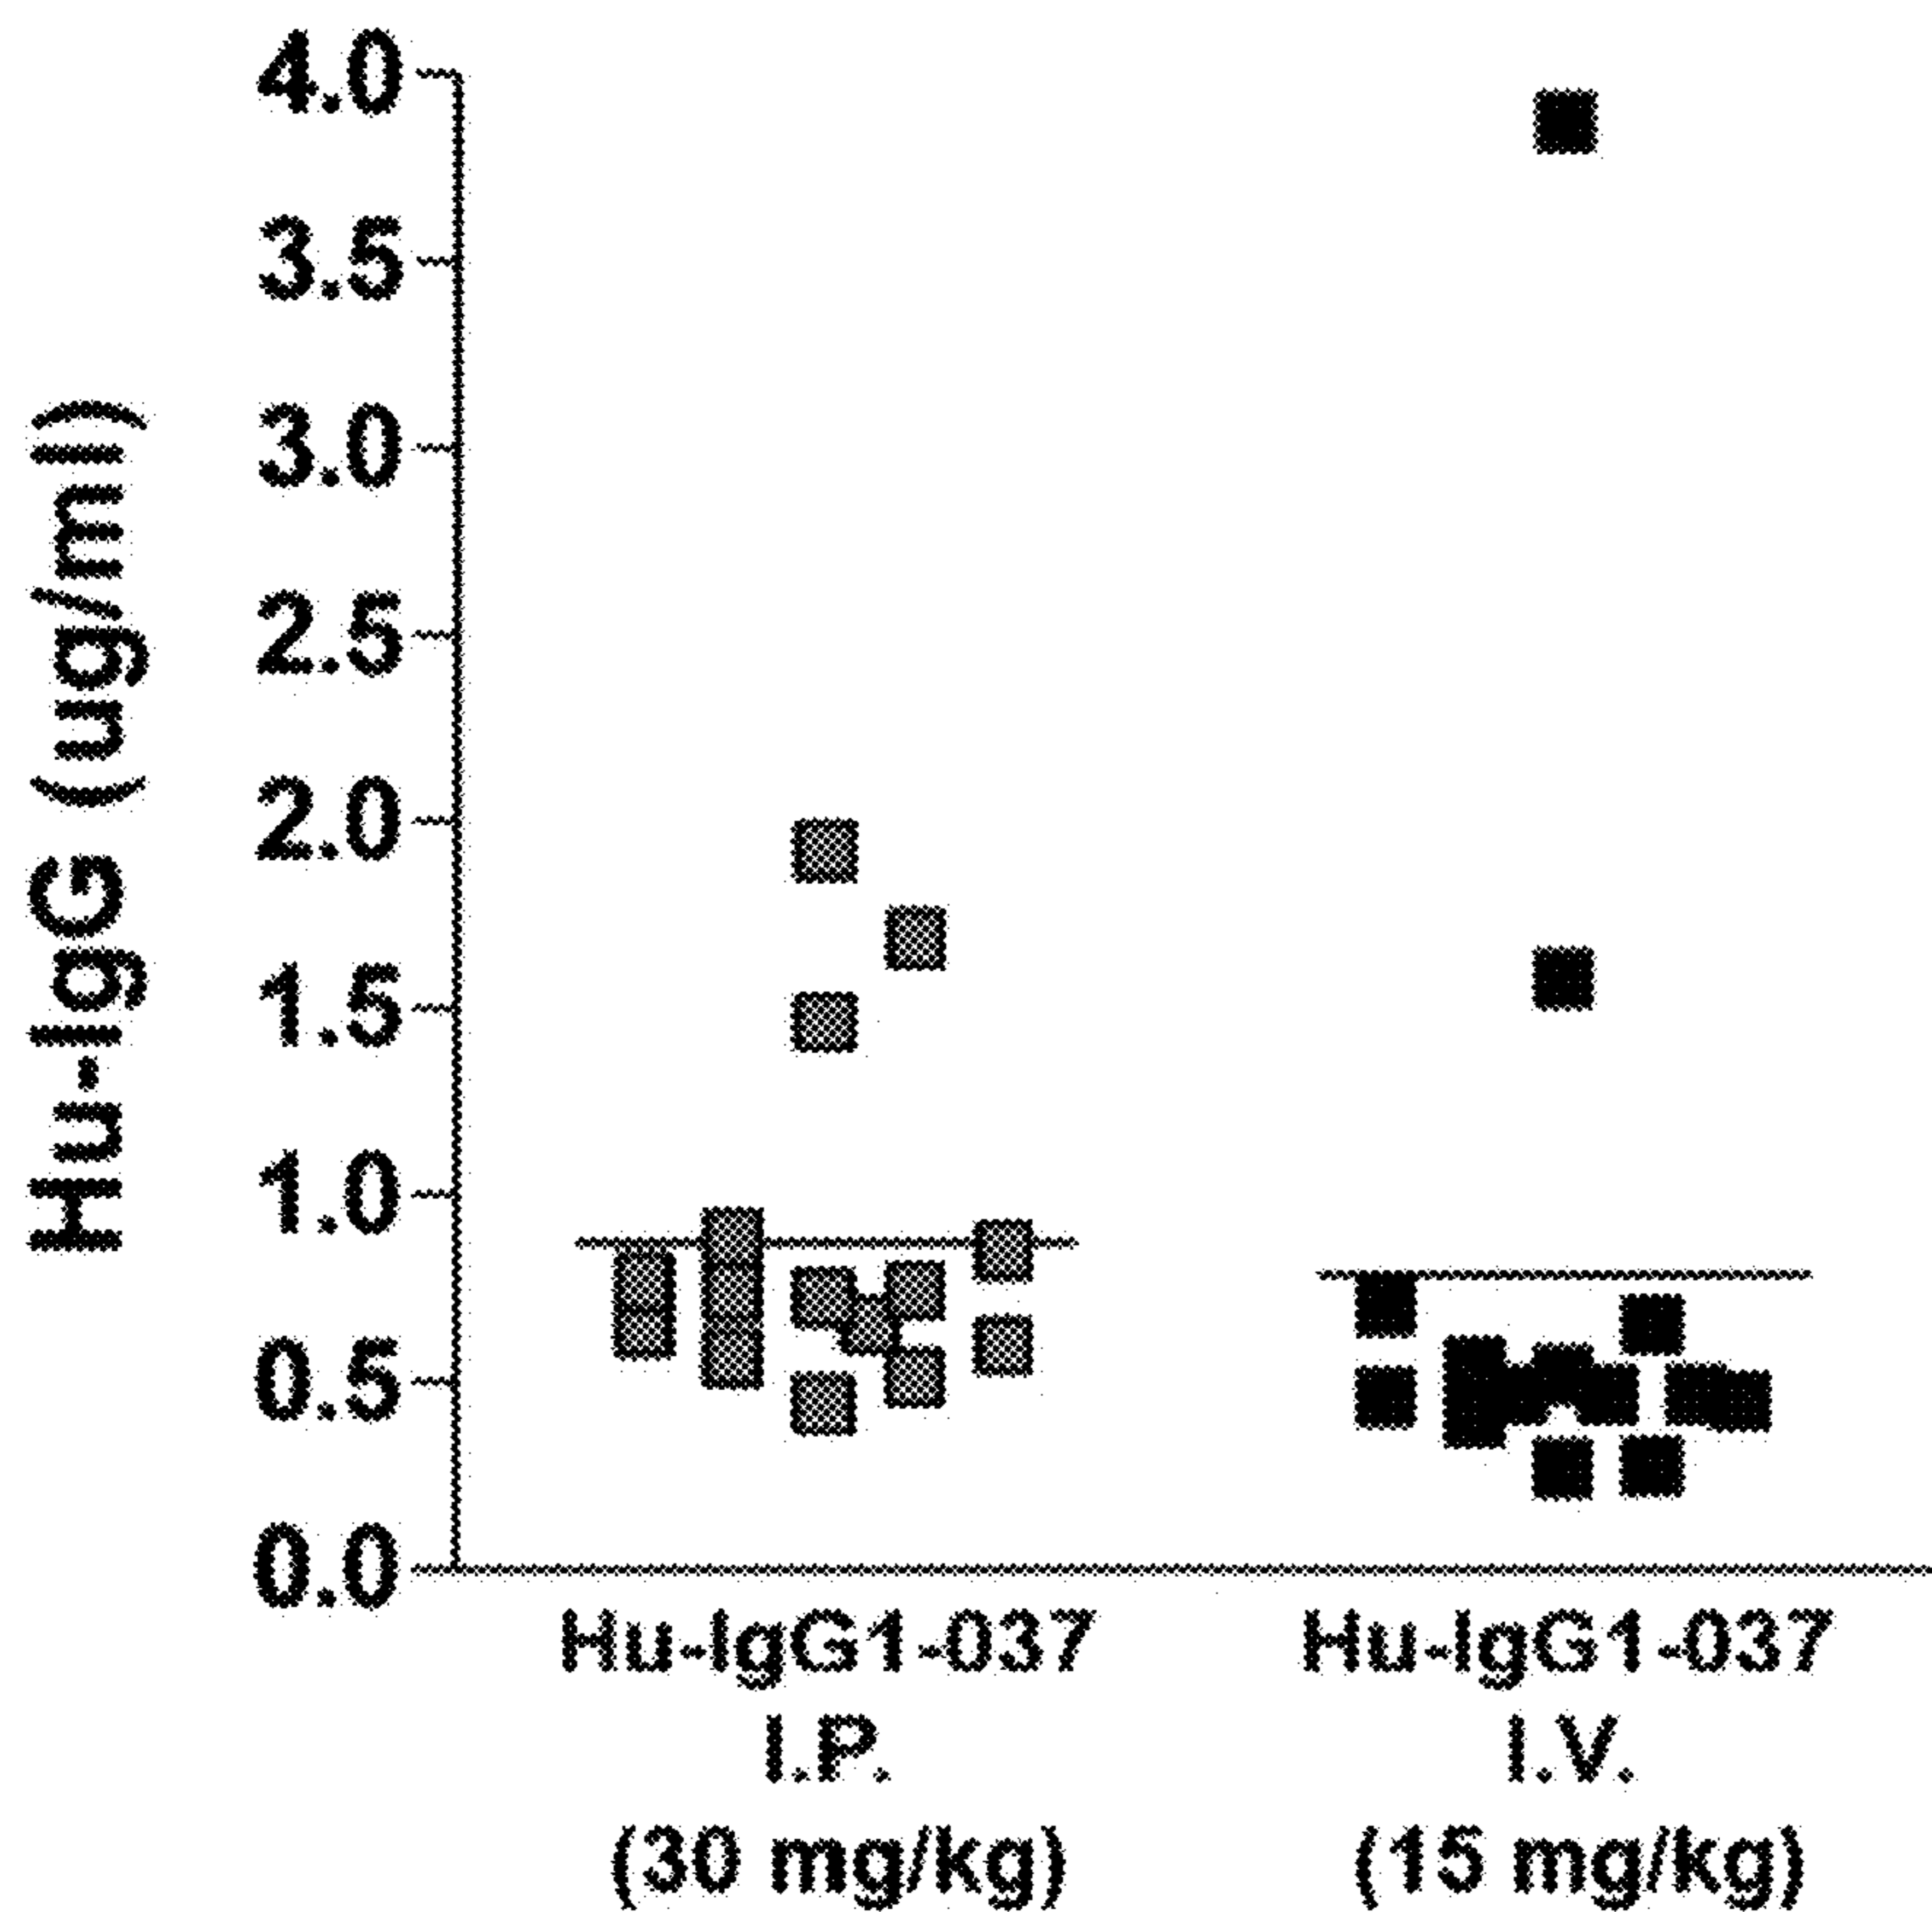 Hu-IgG (ug/ml)
4.0
3.5
3.0
2.5
2.0
1.5
1.0
0.5
0.0
Hu-IgG1-037 Hu-IgG1-037
I.P. I.V.
(30 mg/kg) (15 mg/kg)